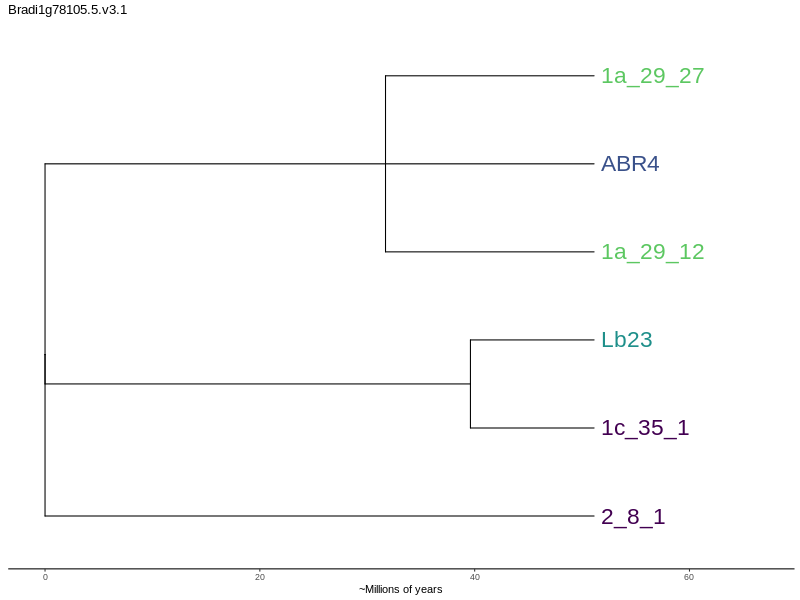 Bradi1g78105.5.v3.1
1a_29_27
ABR4
1a_29_12
Lb23
1c_35_1
2_8_1
0 20 40 60
~Millions of years